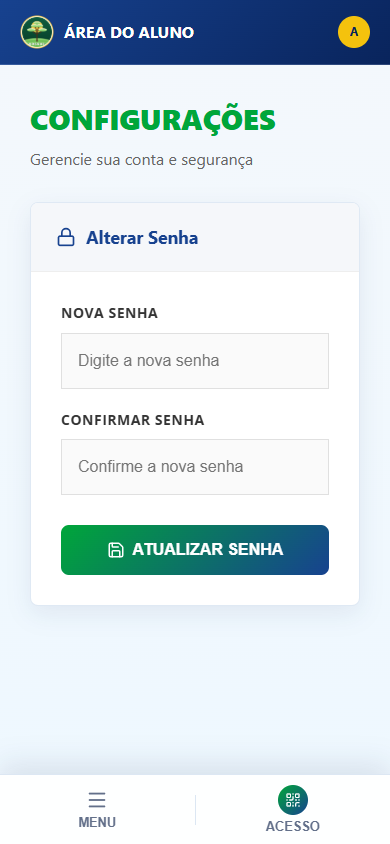 ÁREA DO ALUNO
A
CONFIGURAÇÕES
Gerencie sua conta e segurança
Alterar Senha
NOVA SENHA
Digite a nova senha
CONFIRMAR SENHA
Confirme a nova senha
ATUALIZAR SENHA
MENU
ACESSO